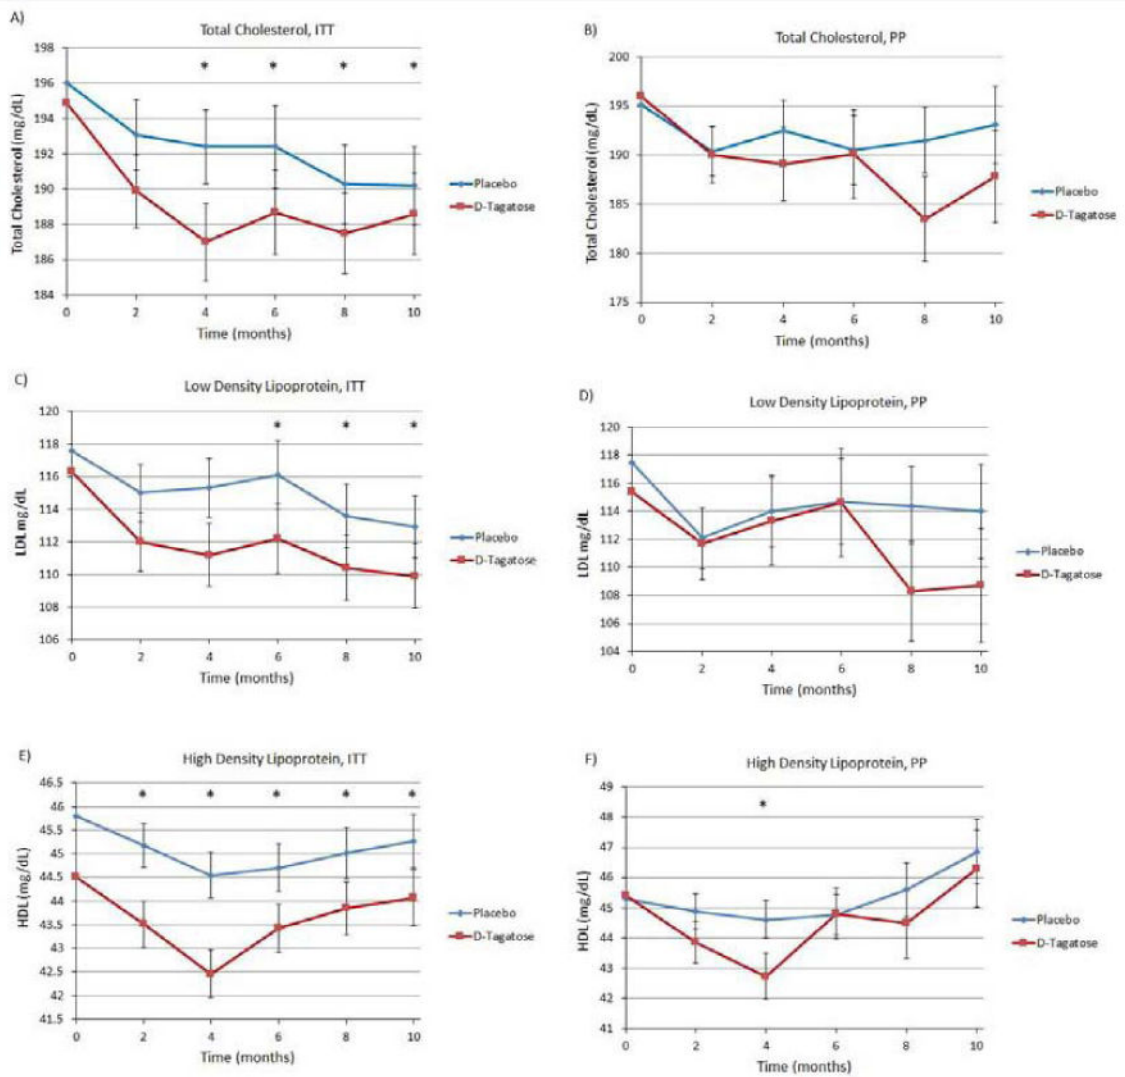 A)
Total Cholesterol, ITT
198
196
194
192
190
188
186
184
Total Cholesterol (mg/dL)
* * * *
0 2 4 6 8 10
Time (months)
Placebo
D-Tagatose
B)
Total Cholesterol, PP
200
195
190
185
180
175
Total Cholesterol (mg/dL)
0 2 4 6 8 10
Time (months)
Placebo
D-Tagatose
C)
Low Density Lipoprotein, ITT
120
118
116
114
112
110
108
106
LDL mg/dL
* * *
0 2 4 6 8 10
Time (months)
Placebo
D-Tagatose
D)
Low Density Lipoprotein, PP
120
118
116
114
112
110
108
106
104
LDL mg/dL
0 2 4 6 8 10
Time (months)
Placebo
D-Tagatose
E)
High Density Lipoprotein, ITT
46.5
46
45.5
45
44.5
44
43.5
43
42.5
42
41.5
HDL (mg/dL)
* * * * *
0 2 4 6 8 10
Time (months)
Placebo
D-Tagatose
F)
High Density Lipoprotein, PP
49
48
47
46
45
44
43
42
41
HDL (mg/dL)
*
0 2 4 6 8 10
Time (months)
Placebo
D-Tagatose